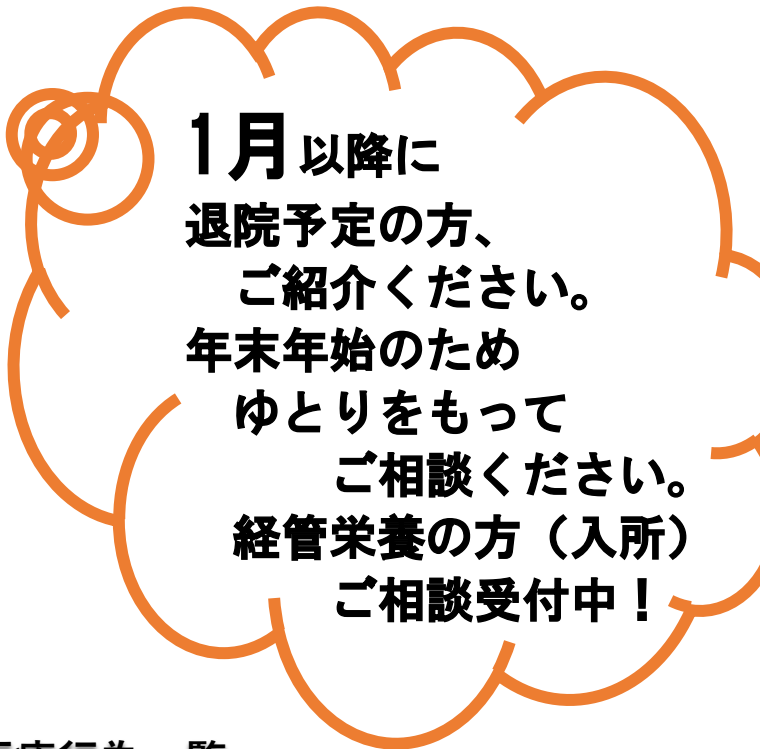 1月以降に
退院予定の方、
ご紹介ください。
年末年始のため
ゆとりをもって
ご相談ください。
経管栄養の方（入所）
ご相談受付中！